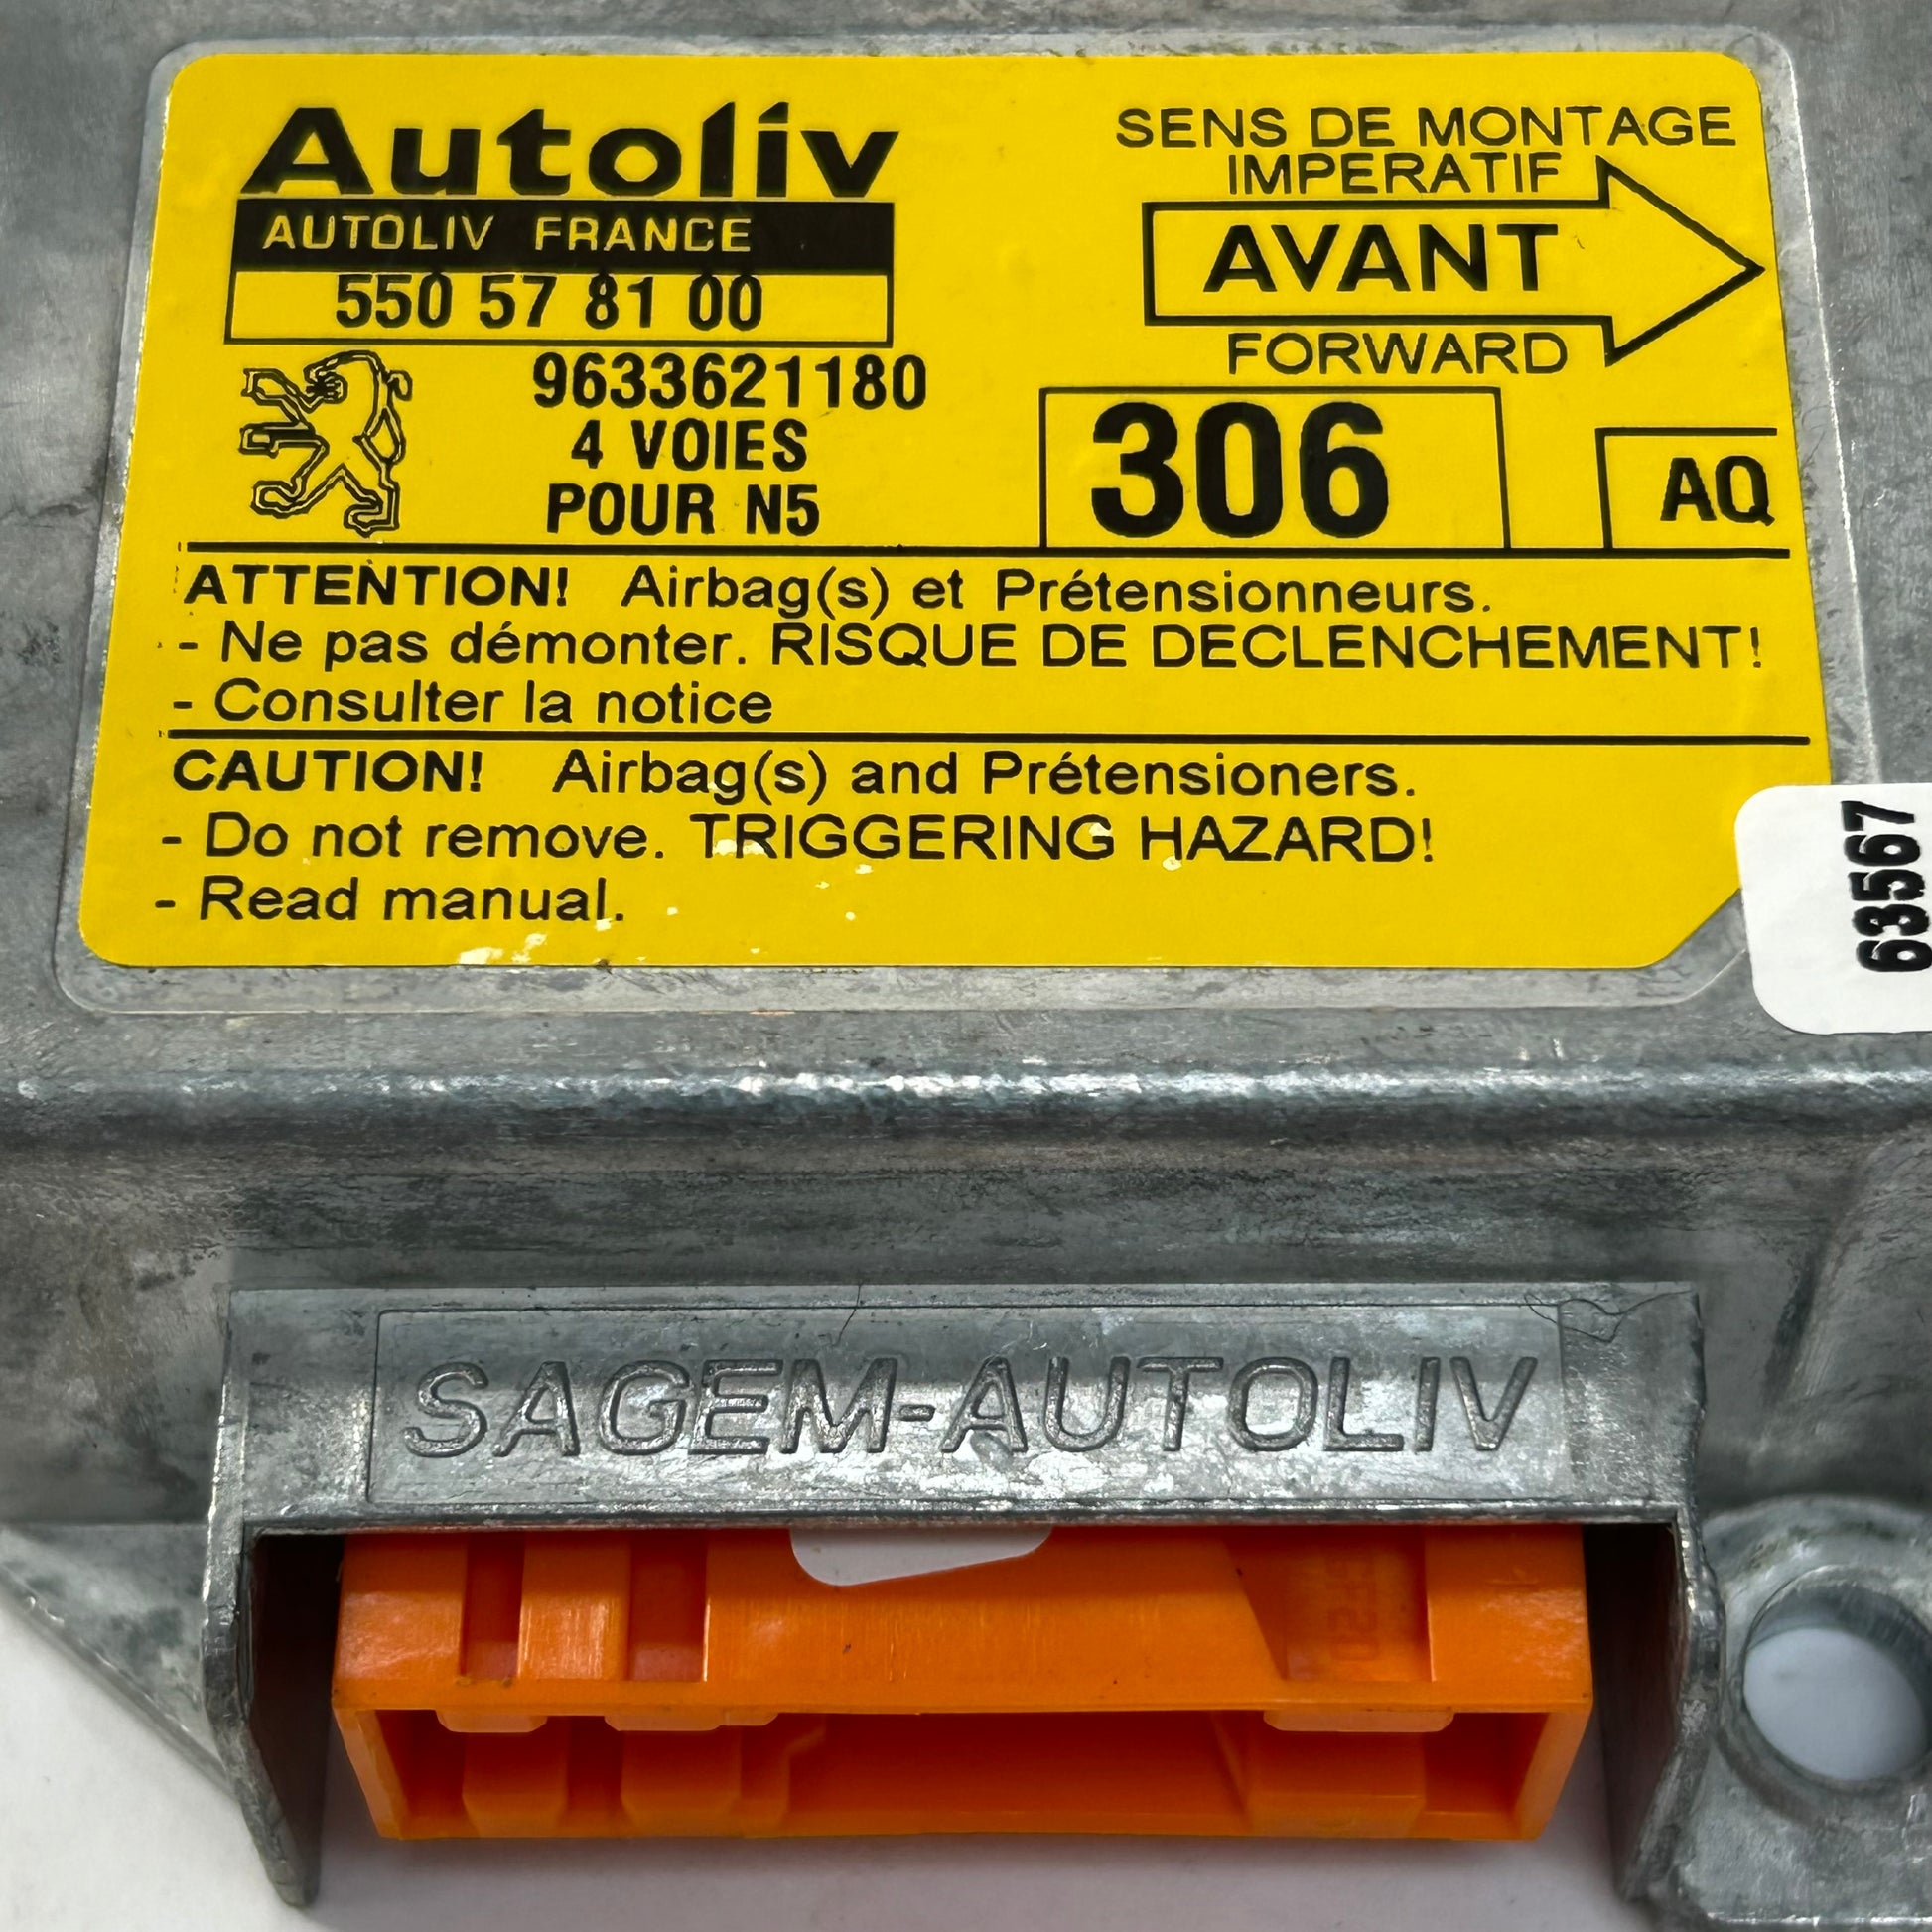 Autoliv
AUTOLIV FRANCE
550 57 81 00
9633621180
4 VOIES
POUR N5
SENS DE MONTAGE
IMPERATIF
AVANT
FORWARD
306
AQ
ATTENTION! Airbag(s) et Prétensionneurs.
- Ne pas démonter. RISQUE DE DECLENCHEMENT!
- Consulter la notice
CAUTION! Airbag(s) and Prétensioners.
- Do not remove. TRIGGERING HAZARD!
- Read manual.
63567
SAGEM-AUTOLIV